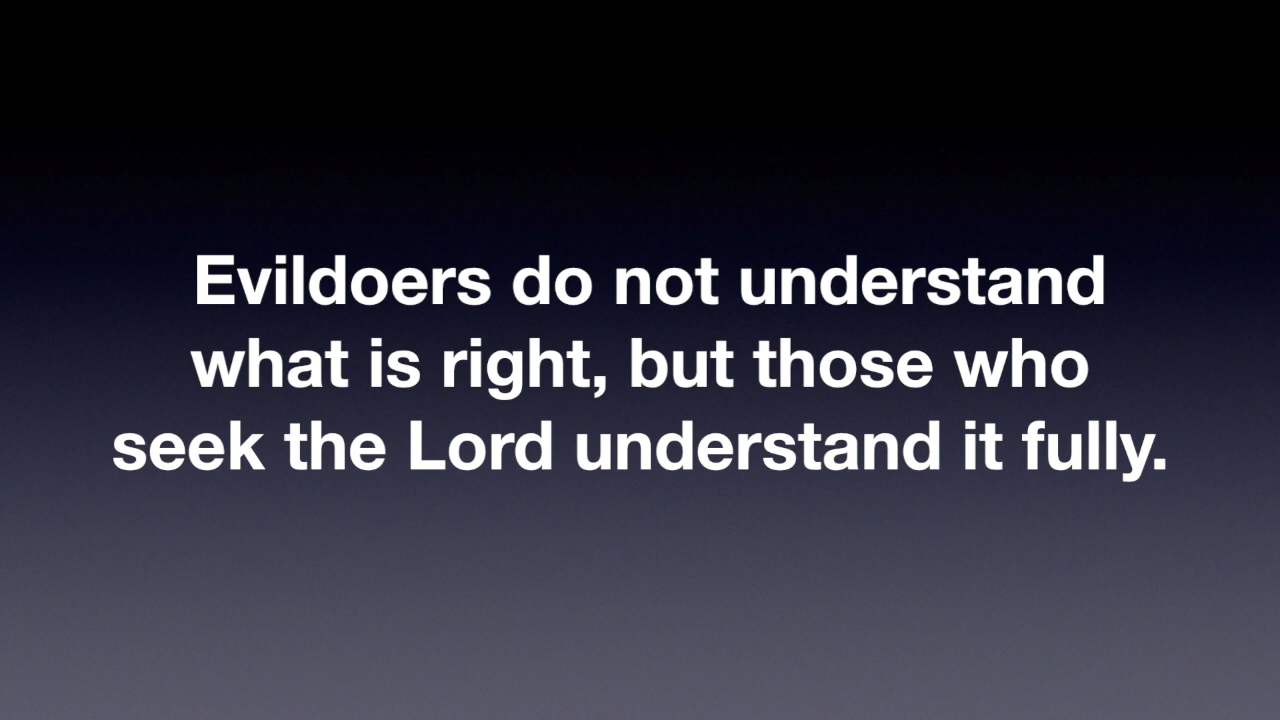 Evildoers do not understand
what is right, but those who
seek the Lord understand it fully.